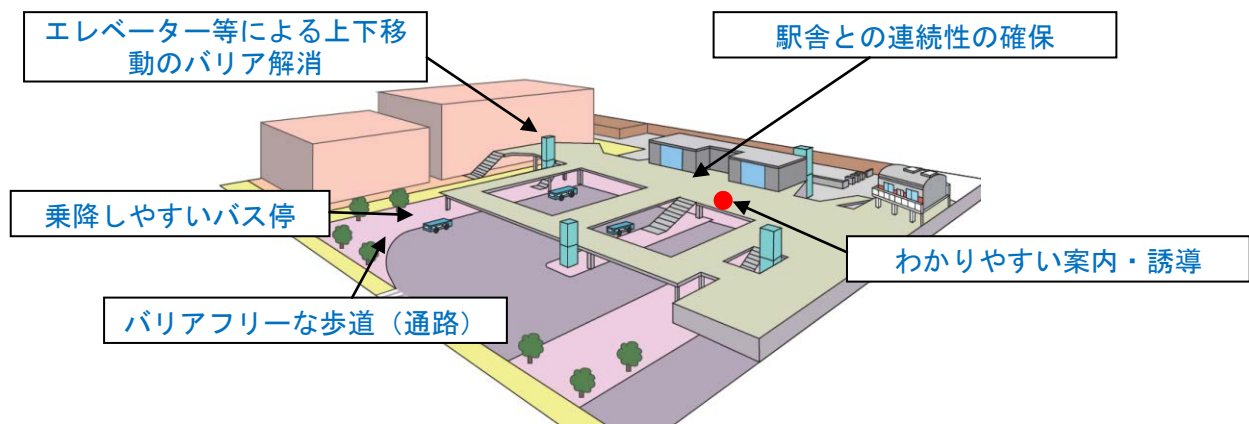 エレベーター等による上下移
動のバリア解消
駅舎との連続性の確保
乗降しやすいバス停
わかりやすい案内・誘導
バリアフリーな歩道（通路）